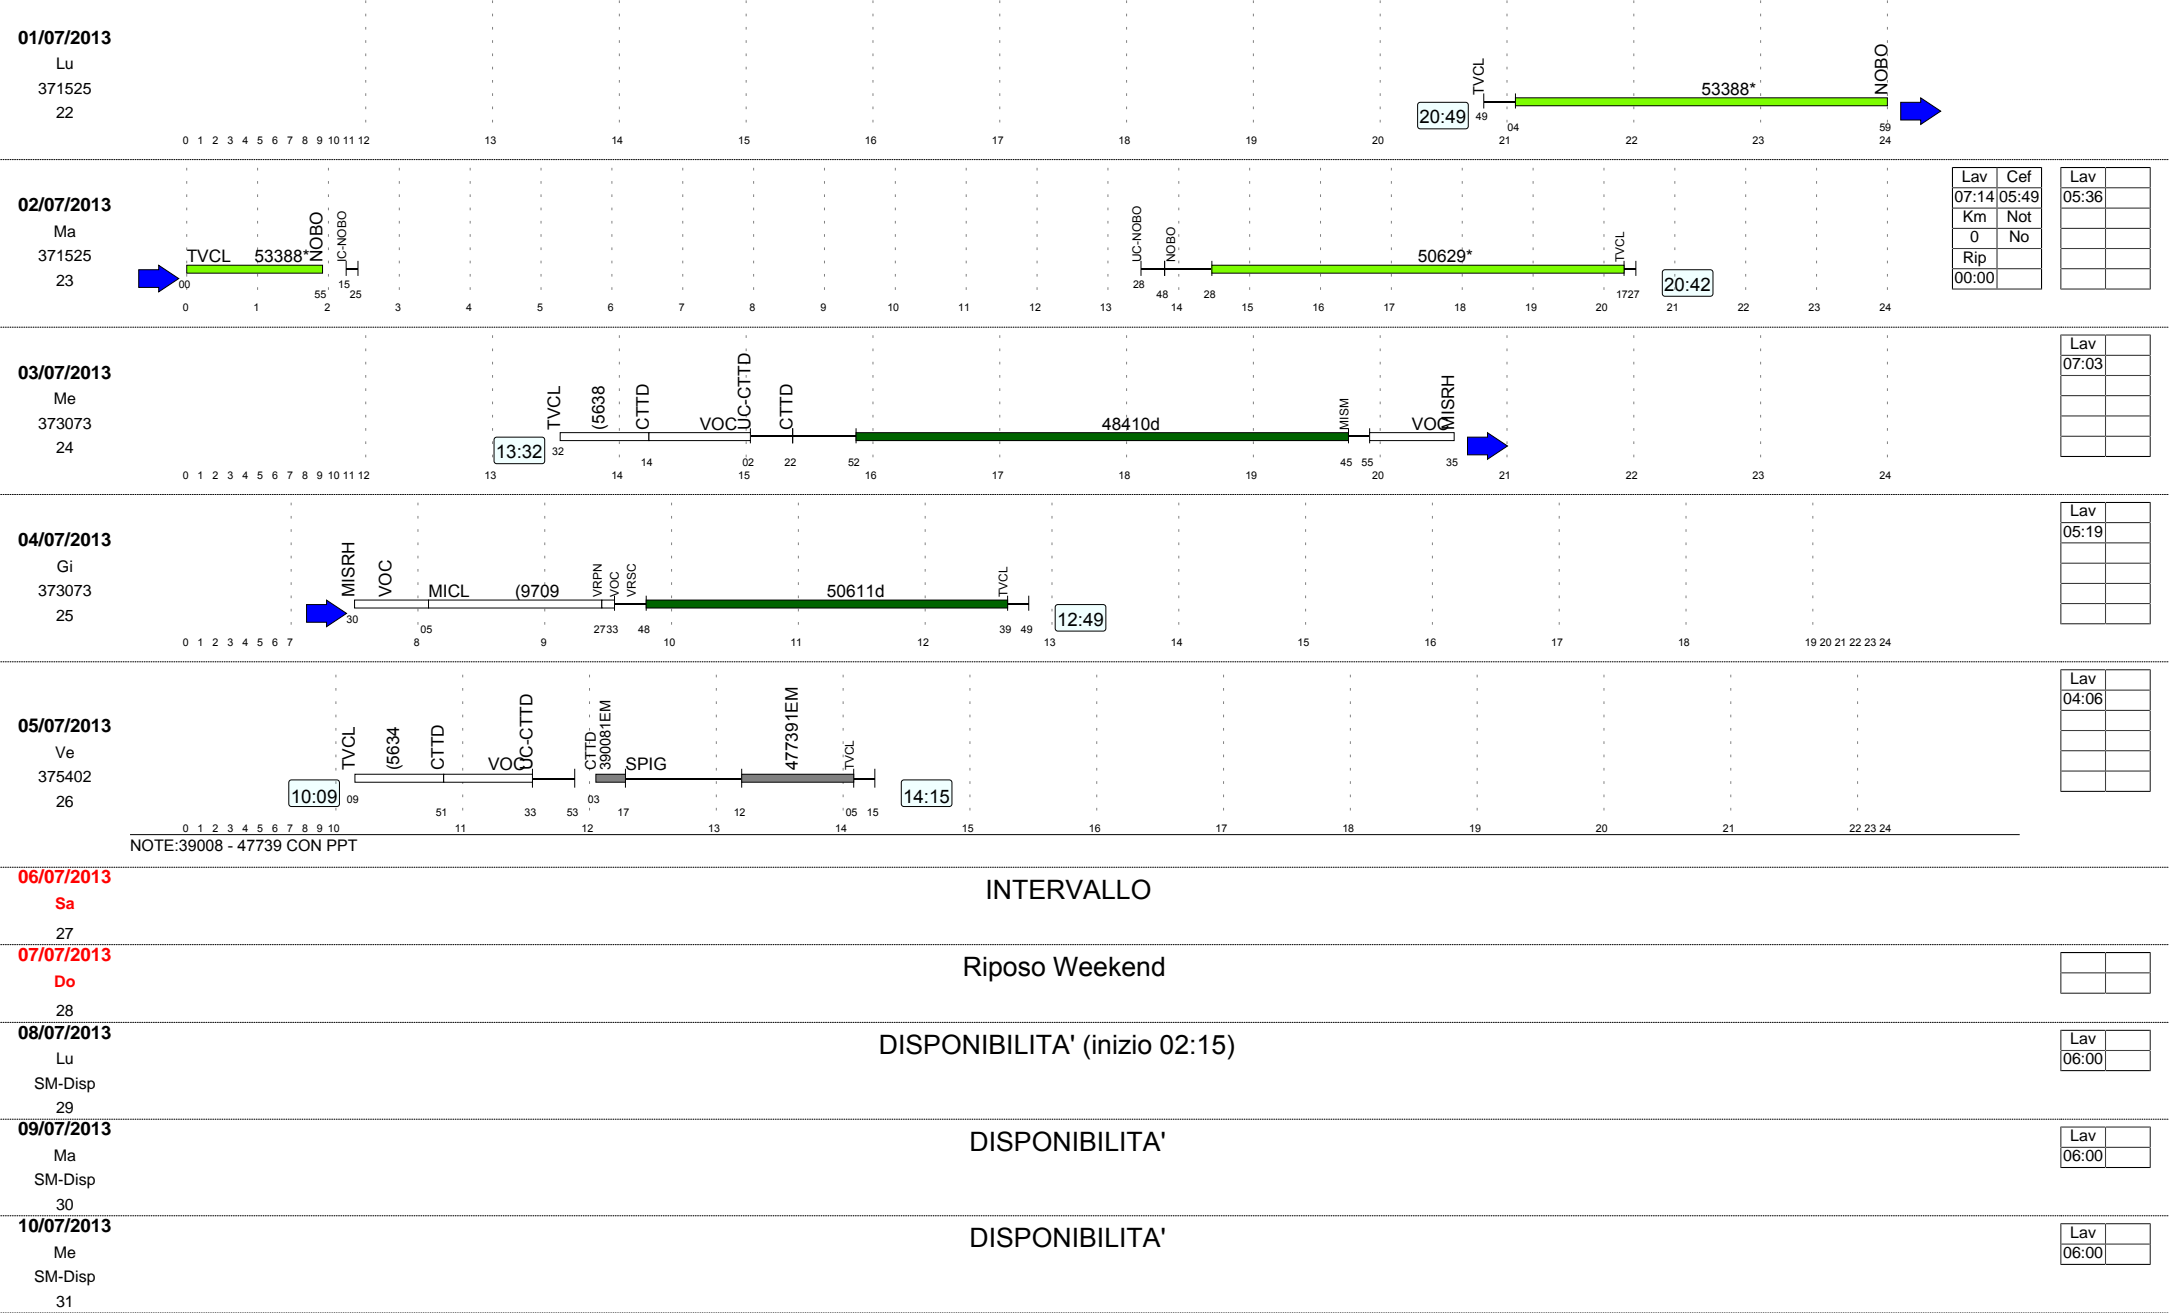 01/07/2013
Lu
371525
22
20:49
TVCL
49
04
53388*
NOBO
59
0 1 2 3 4 5 6 7 8 9 10 11 12 13 14 15 16 17 18 19 20 21 22 23 24
02/07/2013
Ma
371525
23
00
TVCL 53388*
NOBO
55
15
25
UC-NOBO
28
NOBO
48
28
50629*
TVCL
1727
20:42
0 1 2 3 4 5 6 7 8 9 10 11 12 13 14 15 16 17 18 19 20 21 22 23 24
Lav Cef
07:14 05:49
Km Not
0 No
Rip
00:00
Lav
05:36
03/07/2013
Me
373073
24
13:32
TVCL
32
(5638
CTTD
14
VOC
UC-CTTD
02
CTTD
22
52
48410d
MISM
45 55
VOC
MISRH
35
0 1 2 3 4 5 6 7 8 9 10 11 12 13 14 15 16 17 18 19 20 21 22 23 24
Lav
07:03
04/07/2013
Gi
373073
25
MISRH
30
VOC
05
MICL (9709
VRPN
VOC
VRSC
2733 48
50611d
TVCL
39 49
12:49
0 1 2 3 4 5 6 7 8 9 10 11 12 13 14 15 16 17 18 19 20 21 22 23 24
Lav
05:19
05/07/2013
Ve
375402
26
10:09
TVCL
09
(5634
CTTD
51
VOC
UC-CTTD
33
53
CTTD
390081EM
03
17
SPIG
12
477391EM
TVCL
05 15
14:15
0 1 2 3 4 5 6 7 8 9 10 11 12 13 14 15 16 17 18 19 20 21 22 23 24
Lav
04:06
NOTE:39008 - 47739 CON PPT
06/07/2013
Sa
27
INTERVALLO
07/07/2013
Do
28
Riposo Weekend
08/07/2013
Lu
SM-Disp
29
DISPONIBILITA' (inizio 02:15)
Lav
06:00
09/07/2013
Ma
SM-Disp
30
DISPONIBILITA'
Lav
06:00
10/07/2013
Me
SM-Disp
31
DISPONIBILITA'
Lav
06:00